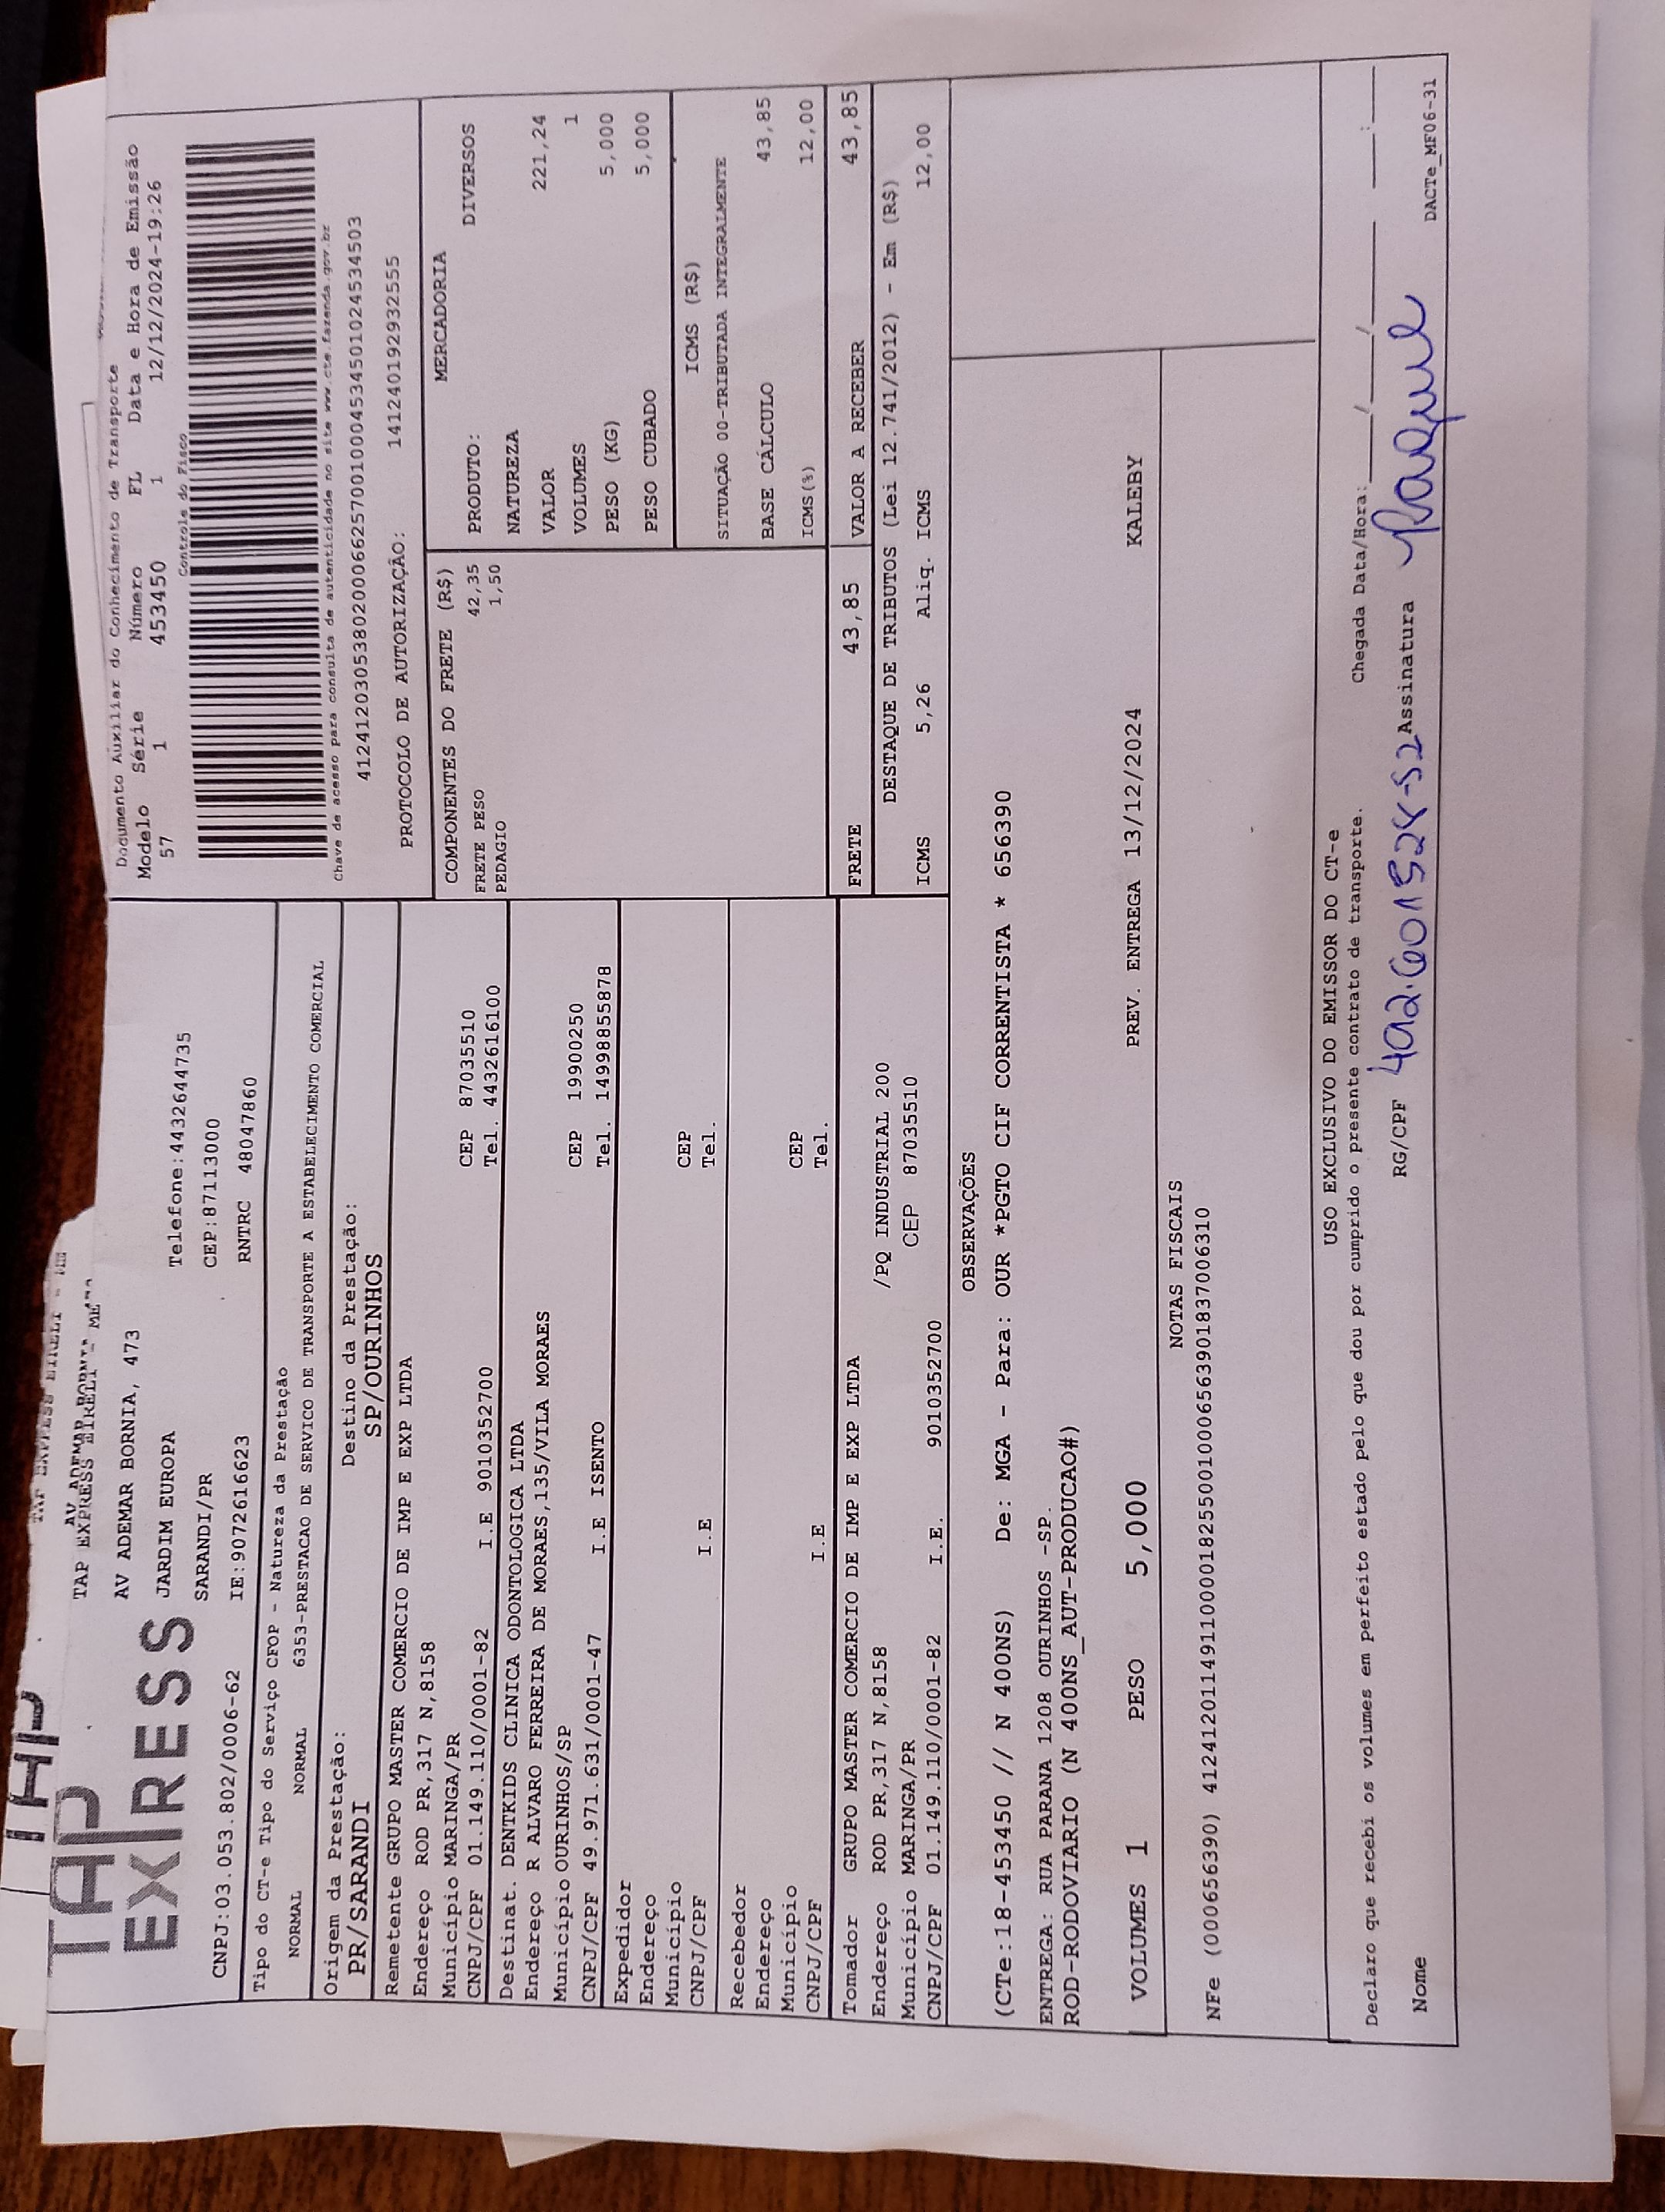 TAP
EXPRESS
TAP EXPRESS EIRELI
AV ADEMAR BORNIA, 473
JARDIM EUROPA
Telefone:4432644735
SARANDI/PR
CEP:87113000
CNPJ:03.053.802/0006-62
IE:9072616623
RNTRC 48047860
Documento Auxiliar do Conhecimento de Transporte
Modelo Série Número FL Data e Hora de Emissão
57 1 453450 1 12/12/2024-19:26
Controle do Fisco
Chave de acesso para consulta de autenticidade no site www.cte.fazenda.gov.br
41241203053802000662570010004534501024534503
PROTOCOLO DE AUTORIZAÇÃO: 141240192932555
Tipo do CT-e Tipo do Serviço CFOP - Natureza da Prestação
NORMAL NORMAL 6353-PRESTACAO DE SERVICO DE TRANSPORTE A ESTABELECIMENTO COMERCIAL
Origem da Prestação: Destino da Prestação:
PR/SARANDI SP/OURINHOS
Remetente GRUPO MASTER COMERCIO DE IMP E EXP LTDA
Endereço ROD PR,317 N,8158
Município MARINGA/PR CEP 87035510
CNPJ/CPF 01.149.110/0001-82 I.E 9010352700 Tel. 4432616100
Destinat. DENTKIDS CLINICA ODONTOLOGICA LTDA
Endereço R ALVARO FERREIRA DE MORAES,135/VILA MORAES
Município OURINHOS/SP CEP 19900250
CNPJ/CPF 49.971.631/0001-47 I.E ISENTO Tel. 14998855878
Expedidor
Endereço
Município CEP
CNPJ/CPF I.E Tel.
Recebedor
Endereço
Município CEP
CNPJ/CPF I.E Tel.
Tomador GRUPO MASTER COMERCIO DE IMP E EXP LTDA
Endereço ROD PR,317 N,8158 /PQ INDUSTRIAL 200
Município MARINGA/PR CEP 87035510
CNPJ/CPF 01.149.110/0001-82 I.E. 9010352700
COMPONENTES DO FRETE (R$)
FRETE PESO 42,35
PEDAGIO 1,50
MERCADORIA
PRODUTO: DIVERSOS
NATUREZA
VALOR 221,24
VOLUMES 1
PESO (KG) 5,000
PESO CUBADO 5,000
ICMS (R$)
SITUAÇÃO 00-TRIBUTADA INTEGRALMENTE
BASE CÁLCULO 43,85
ICMS(%) 12,00
FRETE 43,85 VALOR A RECEBER 43,85
DESTAQUE DE TRIBUTOS (Lei 12.741/2012) - Em (R$)
ICMS 5,26 Aliq. ICMS 12,00
OBSERVAÇÕES
(CTe:18-453450 // N 400NS) De: MGA - Para: OUR *PGTO CIF CORRENTISTA * 656390
ENTREGA: RUA PARANA 1208 OURINHOS -SP.
ROD-RODOVIARIO (N 400NS_AUT-PRODUCAO#)
VOLUMES 1 PESO 5,000 PREV. ENTREGA 13/12/2024 KALEBY
NOTAS FISCAIS
NFe (000656390) 41241201149110000182550010006563901837006310
USO EXCLUSIVO DO EMISSOR DO CT-e
Declaro que recebi os volumes em perfeito estado pelo que dou por cumprido o presente contrato de transporte. Chegada Data/Hora:___/___/___ ___:___
Nome RG/CPF Assinatura
DACTe_MF06-31